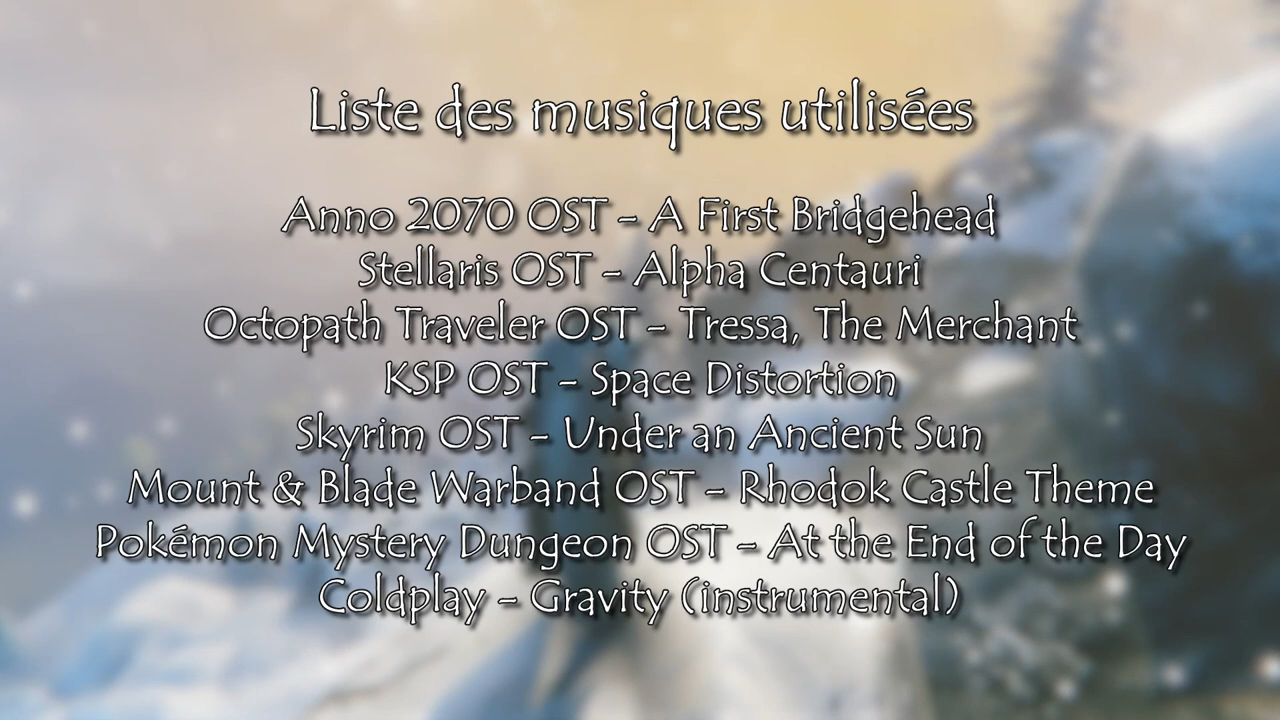 Liste des musiques utilisées
Anno 2070 OST - A First Bridgehead
Stellaris OST - Alpha Centauri
Octopath Traveler OST - Tressa, The Merchant
KSP OST - Space Distortion
Skyrim OST - Under an Ancient Sun
Mount & Blade Warband OST - Rhodok Castle Theme
Pokémon Mystery Dungeon OST - At the End of the Day
Coldplay - Gravity (instrumental)